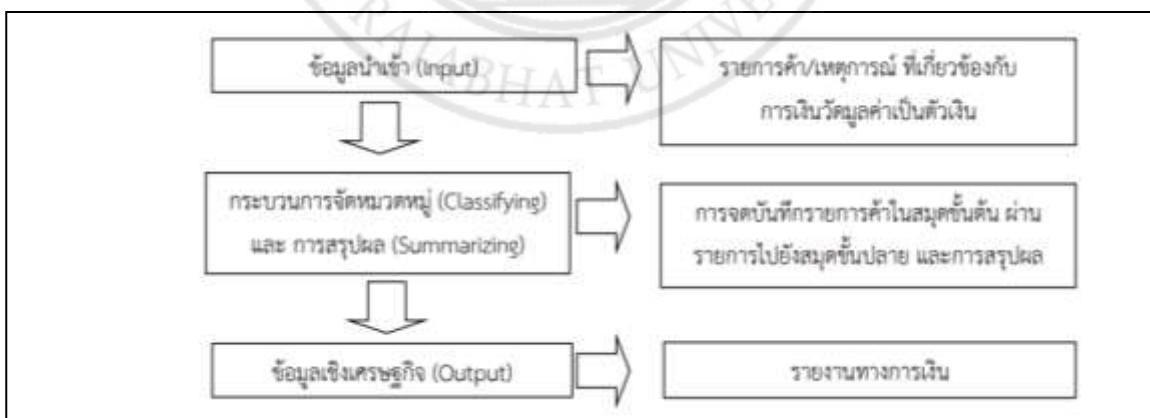 RAJABHAT UNIVE
ข้อมูลนำเข้า (Input)
รายการค้า/เหตุการณ์ ที่เกี่ยวข้องกับ
การเงินวัดมูลค่าเป็นตัวเงิน
กระบวนการจัดหมวดหมู่ (Classifying)
และ การสรุปผล (Summarizing)
การจดบันทึกรายการค้าในสมุดขั้นต้น ผ่าน
รายการไปยังสมุดขั้นปลาย และการสรุปผล
ข้อมูลเชิงเศรษฐกิจ (Output)
รายงานทางการเงิน